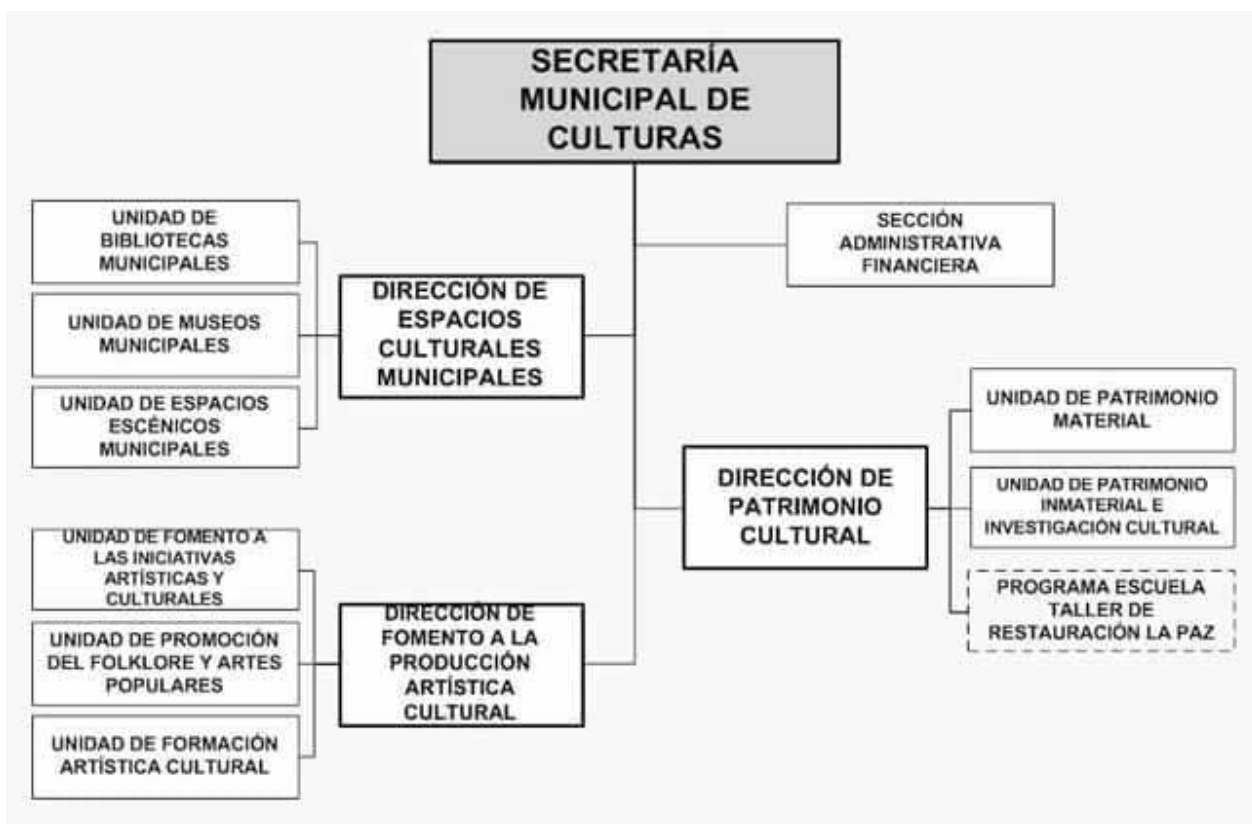 SECRETARÍA
MUNICIPAL DE
CULTURAS
SECCIÓN
ADMINISTRATIVA
FINANCIERA
DIRECCIÓN DE
ESPACIOS
CULTURALES
MUNICIPALES
UNIDAD DE
BIBLIOTECAS
MUNICIPALES
UNIDAD DE MUSEOS
MUNICIPALES
UNIDAD DE ESPACIOS
ESCÉNICOS
MUNICIPALES
DIRECCIÓN DE
PATRIMONIO
CULTURAL
UNIDAD DE PATRIMONIO
MATERIAL
UNIDAD DE PATRIMONIO
INMATERIAL E
INVESTIGACIÓN CULTURAL
PROGRAMA ESCUELA
TALLER DE
RESTAURACIÓN LA PAZ
DIRECCIÓN DE
FOMENTO A LA
PRODUCCIÓN
ARTÍSTICA
CULTURAL
UNIDAD DE FOMENTO A
LAS INICIATIVAS
ARTÍSTICAS Y
CULTURALES
UNIDAD DE PROMOCIÓN
DEL FOLKLORE Y ARTES
POPULARES
UNIDAD DE FORMACIÓN
ARTÍSTICA CULTURAL